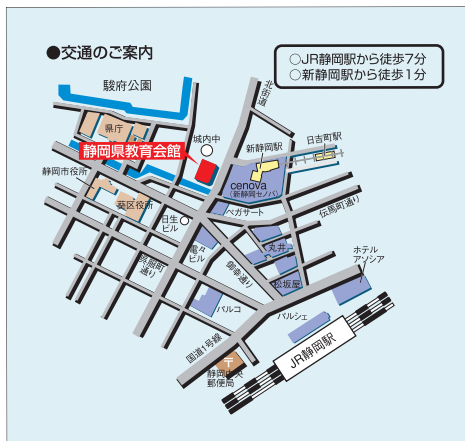 ●交通のご案内
○JR静岡駅から徒歩7分
○新静岡駅から徒歩1分
駿府公園
北街道
県庁
城内中
日吉町駅
静岡県教育会館
新静岡駅
静岡市役所
cenova
(新静岡セノバ)
葵区役所
ペガサート
伝馬町通り
日生
ビル
電々
ビル
丸井
ホテル
アソシア
呉服町
通り
御幸通り
松坂屋
パルコ
パルシェ
国道1号線
JR静岡駅
〒
静岡中央
郵便局